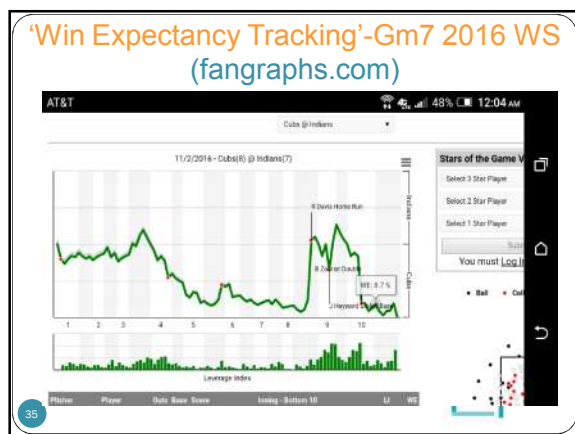 'Win Expectancy Tracking'-Gm7 2016 WS
(fangraphs.com)
AT&T 48% 12:04 AM
Cubs @ Indians
11/2/2016 - Cubs(8) @ Indians(7)
Indians
Cubs
R Davis Home Run
B Zobrist Double
J Heyward
WE: 8.7 %
1 2 3 4 5 6 7 8 9 10
Leverage Index
Pitcher Player Outs Base Score Inning - Bottom 10 LI WE
Stars of the Game V
Select 3 Star Player
Select 2 Star Player
Select 1 Star Player
Subm
You must Log In
Ball Call
35